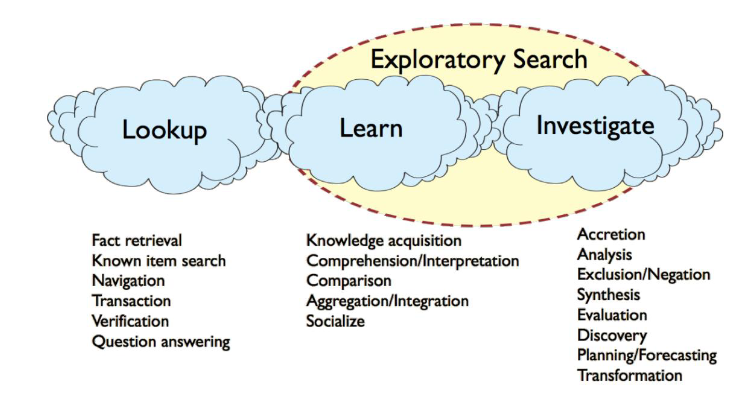 Exploratory Search
Lookup
Learn
Investigate
Fact retrieval
Known item search
Navigation
Transaction
Verification
Question answering
Knowledge acquisition
Comprehension/Interpretation
Comparison
Aggregation/Integration
Socialize
Accretion
Analysis
Exclusion/Negation
Synthesis
Evaluation
Discovery
Planning/Forecasting
Transformation